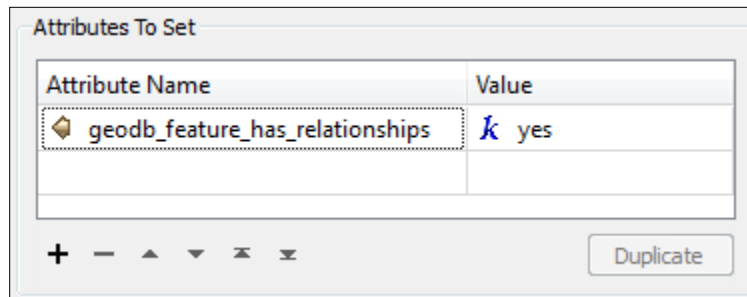 Attributes To Set
Attribute Name Value
geodb_feature_has_relationships k yes
Duplicate